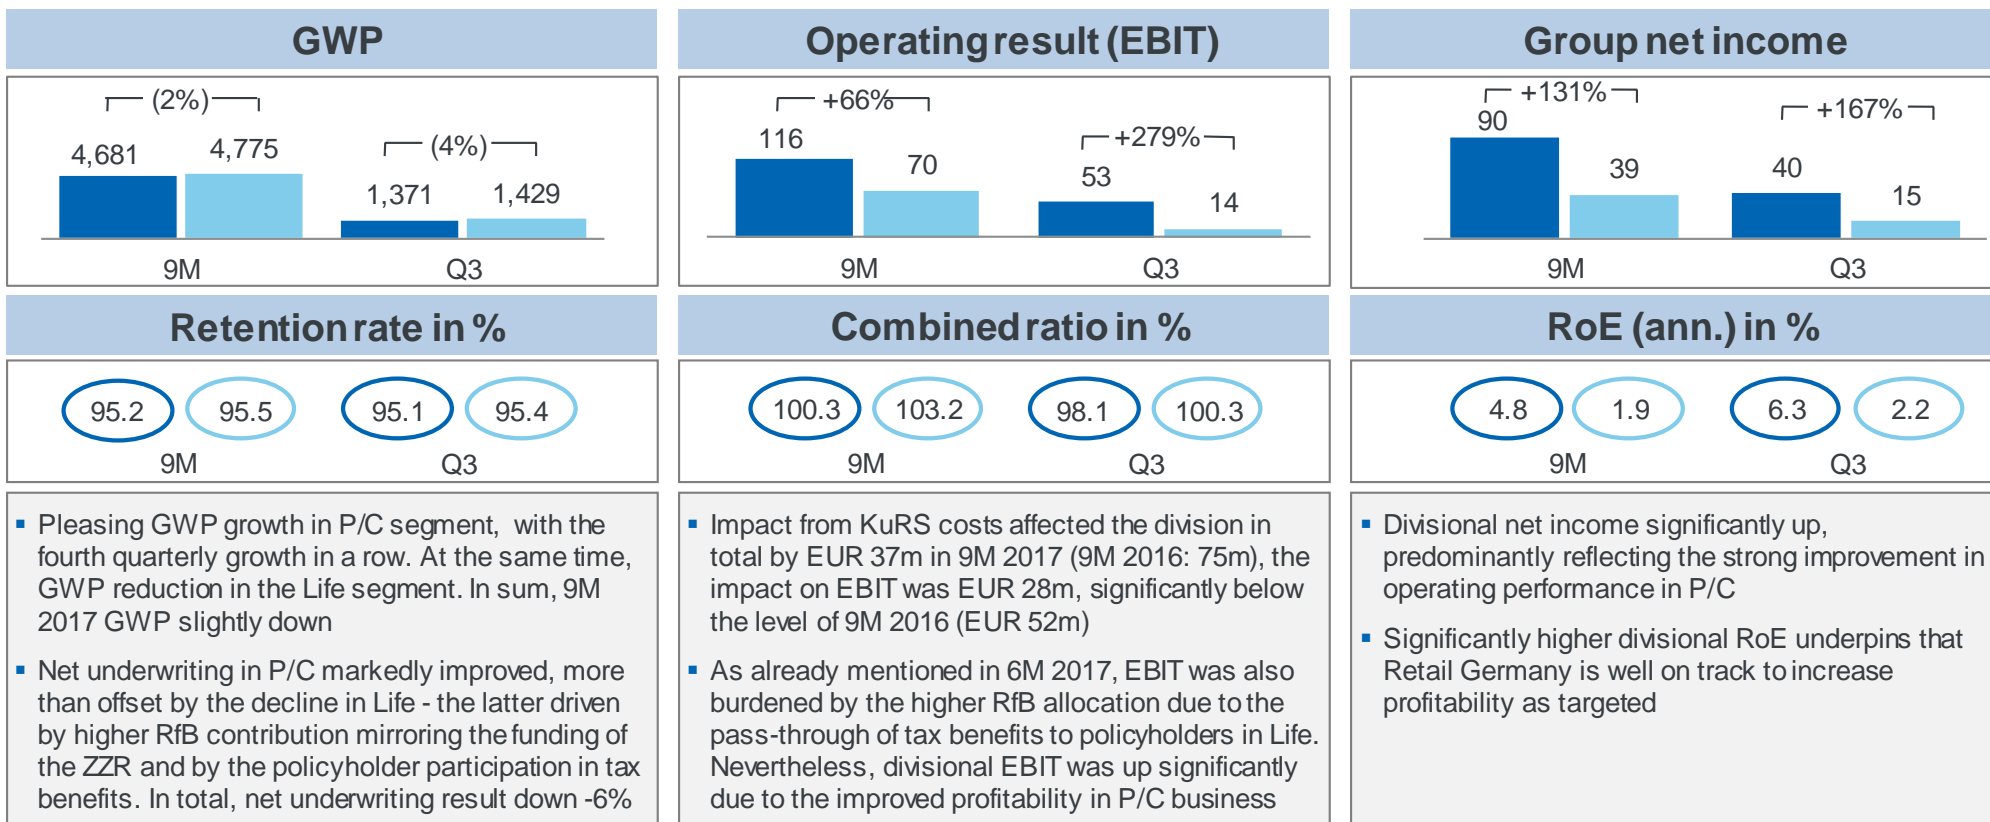 GWP
(2%)
4,681
4,775
(4%)
1,371
1,429
9M
Q3
Operating result (EBIT)
+66%
116
70
+279%
53
14
9M
Q3
Group net income
+131%
90
39
+167%
40
15
9M
Q3
Retention rate in %
95.2
95.5
95.1
95.4
9M
Q3
Combined ratio in %
100.3
103.2
98.1
100.3
9M
Q3
RoE (ann.) in %
4.8
1.9
6.3
2.2
9M
Q3
▪ Pleasing GWP growth in P/C segment, with the
fourth quarterly growth in a row. At the same time,
GWP reduction in the Life segment. In sum, 9M
2017 GWP slightly down
▪ Net underwriting in P/C markedly improved, more
than offset by the decline in Life - the latter driven
by higher RfB contribution mirroring the funding of
the ZZR and by the policyholder participation in tax
benefits. In total, net underwriting result down -6%
▪ Impact from KuRS costs affected the division in
total by EUR 37m in 9M 2017 (9M 2016: 75m), the
impact on EBIT was EUR 28m, significantly below
the level of 9M 2016 (EUR 52m)
▪ As already mentioned in 6M 2017, EBIT was also
burdened by the higher RfB allocation due to the
pass-through of tax benefits to policyholders in Life.
Nevertheless, divisional EBIT was up significantly
due to the improved profitability in P/C business
▪ Divisional net income significantly up,
predominantly reflecting the strong improvement in
operating performance in P/C
▪ Significantly higher divisional RoE underpins that
Retail Germany is well on track to increase
profitability as targeted